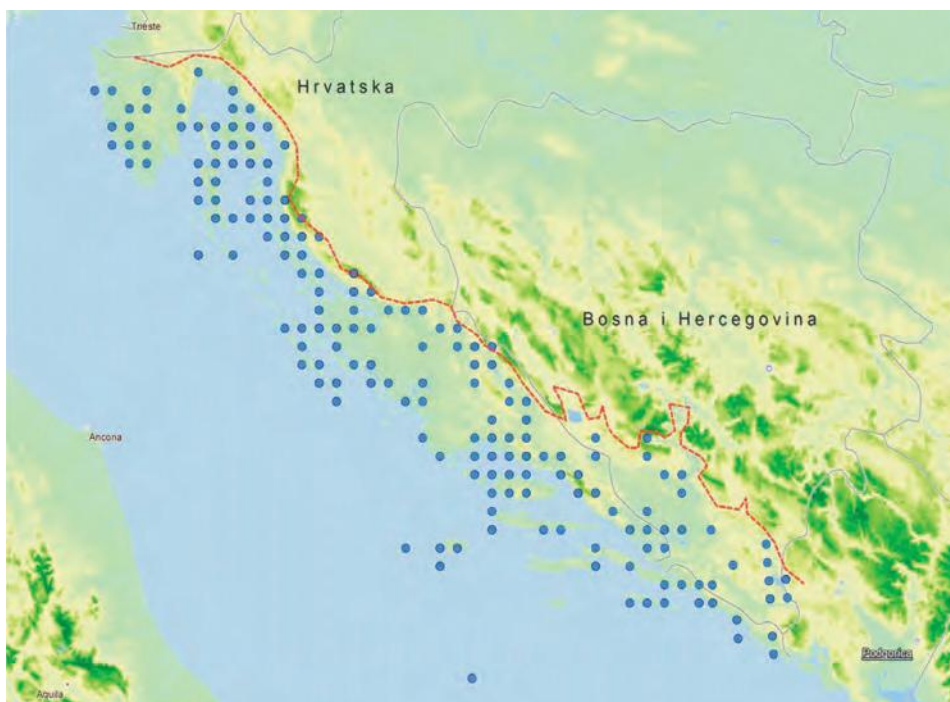 Trieste
Hrvatska
Bosna i Hercegovina
Ancona
Podgorica
Aquila